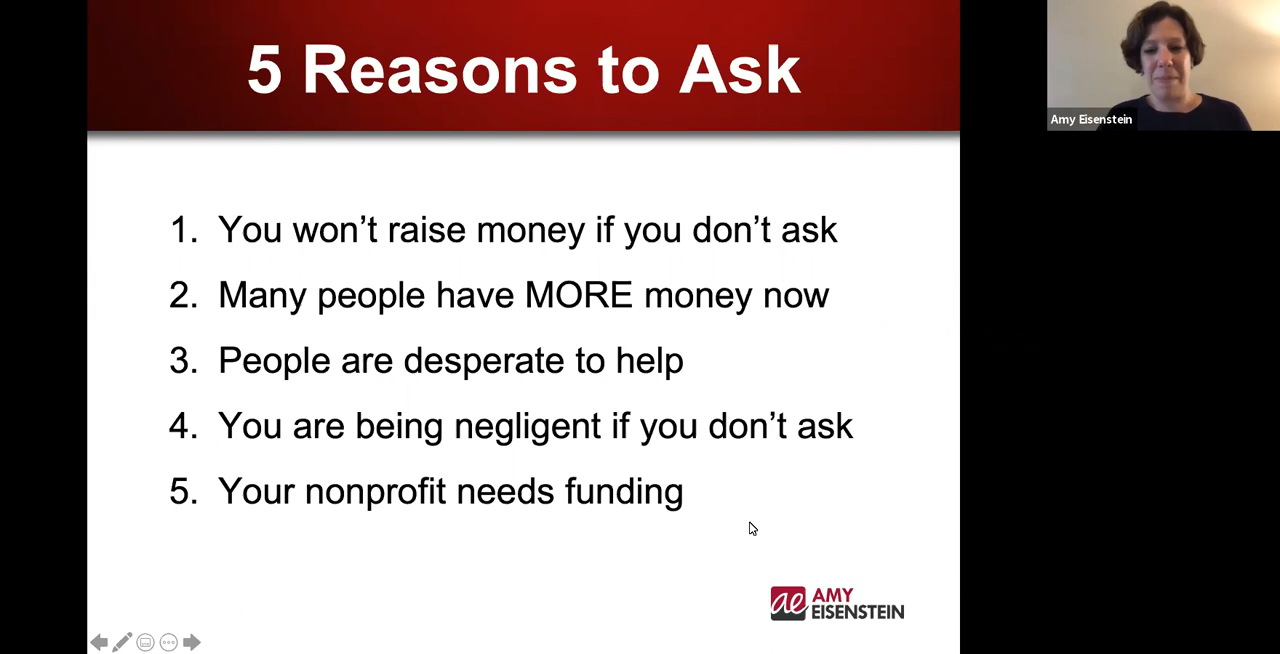 5 Reasons to Ask
Amy Eisenstein
1. You won’t raise money if you don’t ask
2. Many people have MORE money now
3. People are desperate to help
4. You are being negligent if you don’t ask
5. Your nonprofit needs funding
ae AMY
EISENSTEIN